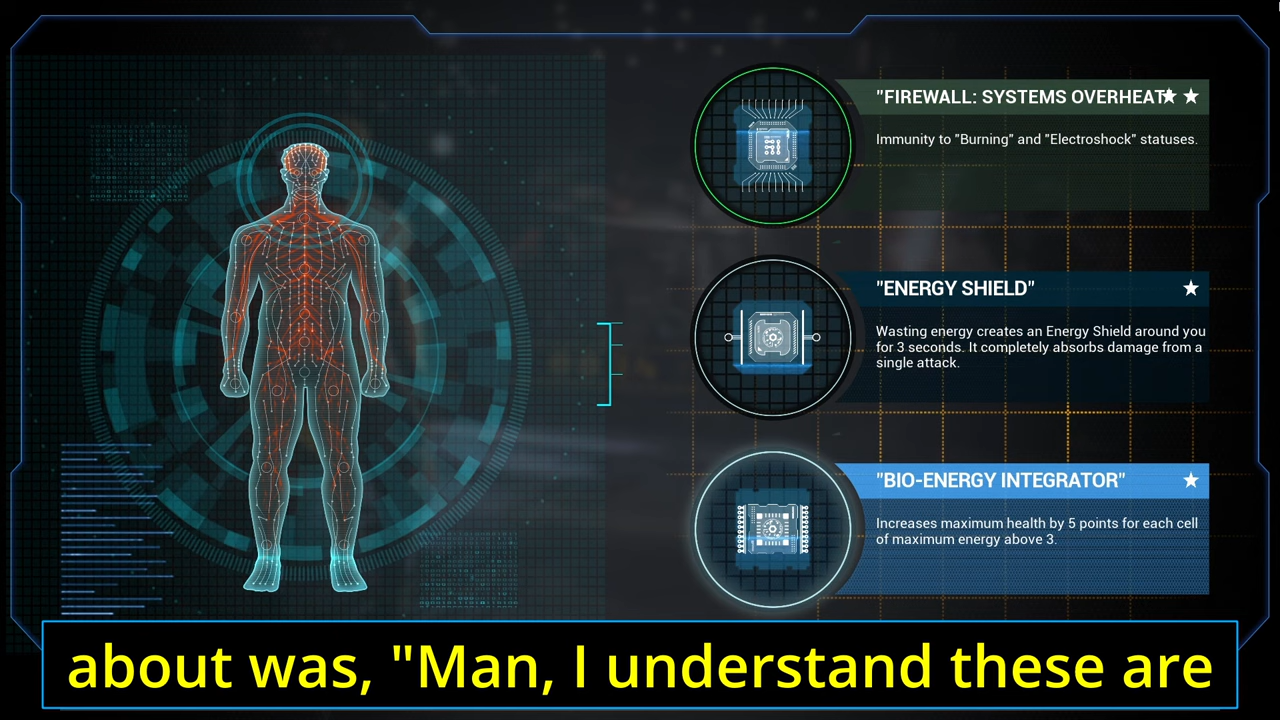 "FIREWALL: SYSTEMS OVERHEAT
Immunity to "Burning" and "Electroshock" statuses.
"ENERGY SHIELD"
Wasting energy creates an Energy Shield around you
for 3 seconds. It completely absorbs damage from a
single attack.
"BIO-ENERGY INTEGRATOR"
Increases maximum health by 5 points for each cell
of maximum energy above 3.
about was, "Man, I understand these are